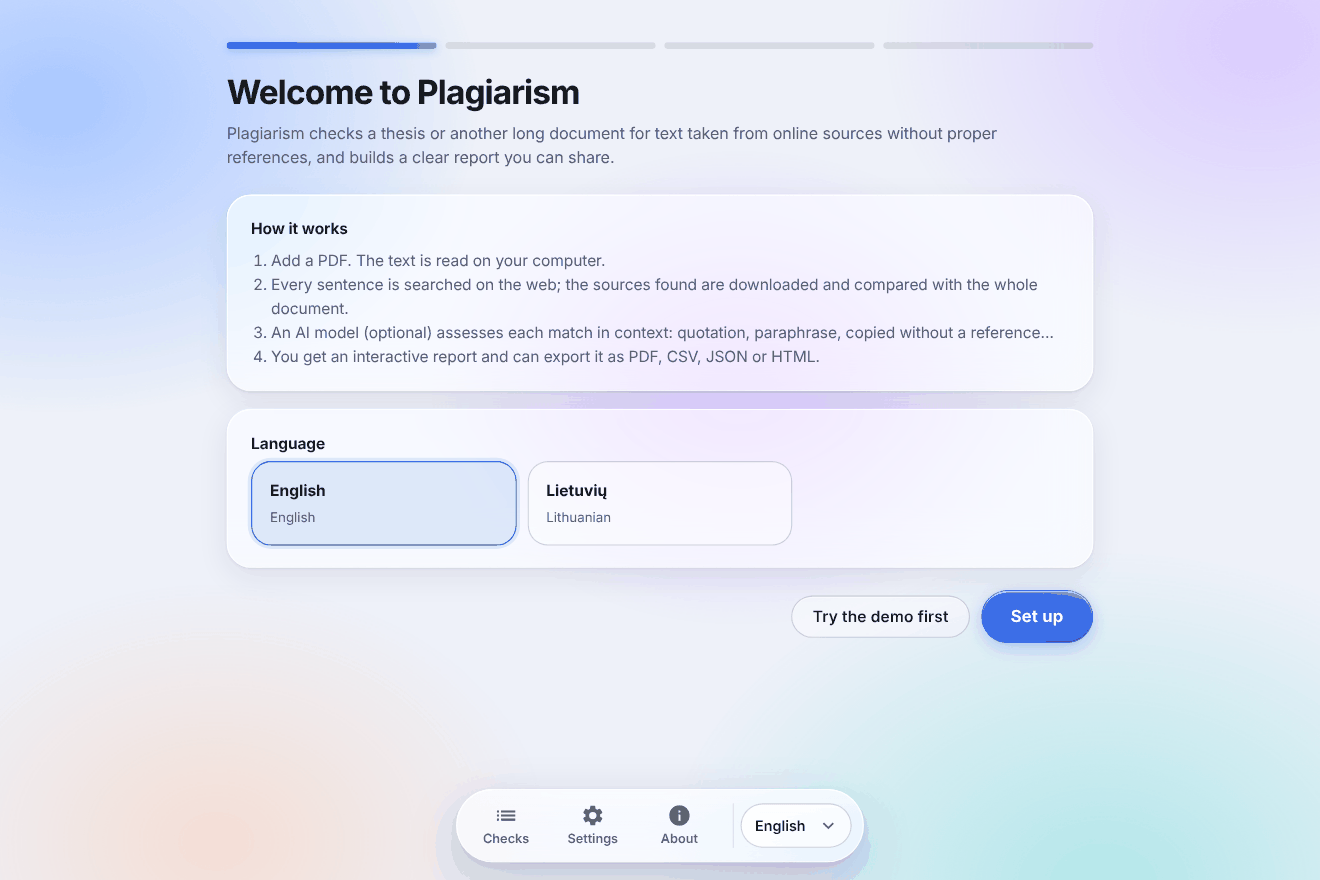 Welcome to Plagiarism
Plagiarism checks a thesis or another long document for text taken from online sources without proper
references, and builds a clear report you can share.
How it works
1. Add a PDF. The text is read on your computer.
2. Every sentence is searched on the web; the sources found are downloaded and compared with the whole
document.
3. An AI model (optional) assesses each match in context: quotation, paraphrase, copied without a reference…
4. You get an interactive report and can export it as PDF, CSV, JSON or HTML.
Language
English
English
Lietuvių
Lithuanian
Try the demo first
Set up
Checks
Settings
About
English